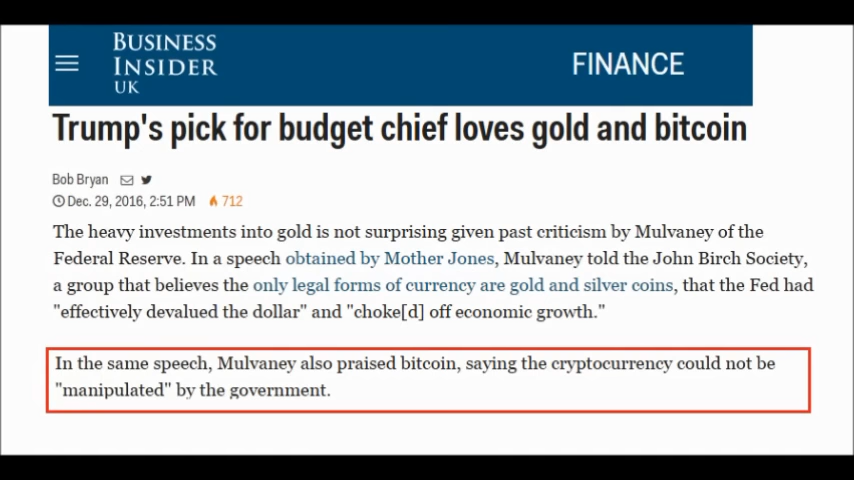 BUSINESS
INSIDER
UK
FINANCE
Trump's pick for budget chief loves gold and bitcoin
Bob Bryan
Dec. 29, 2016, 2:51 PM 712
The heavy investments into gold is not surprising given past criticism by Mulvaney of the
Federal Reserve. In a speech obtained by Mother Jones, Mulvaney told the John Birch Society,
a group that believes the only legal forms of currency are gold and silver coins, that the Fed had
"effectively devalued the dollar" and "choke[d] off economic growth."
In the same speech, Mulvaney also praised bitcoin, saying the cryptocurrency could not be
"manipulated" by the government.